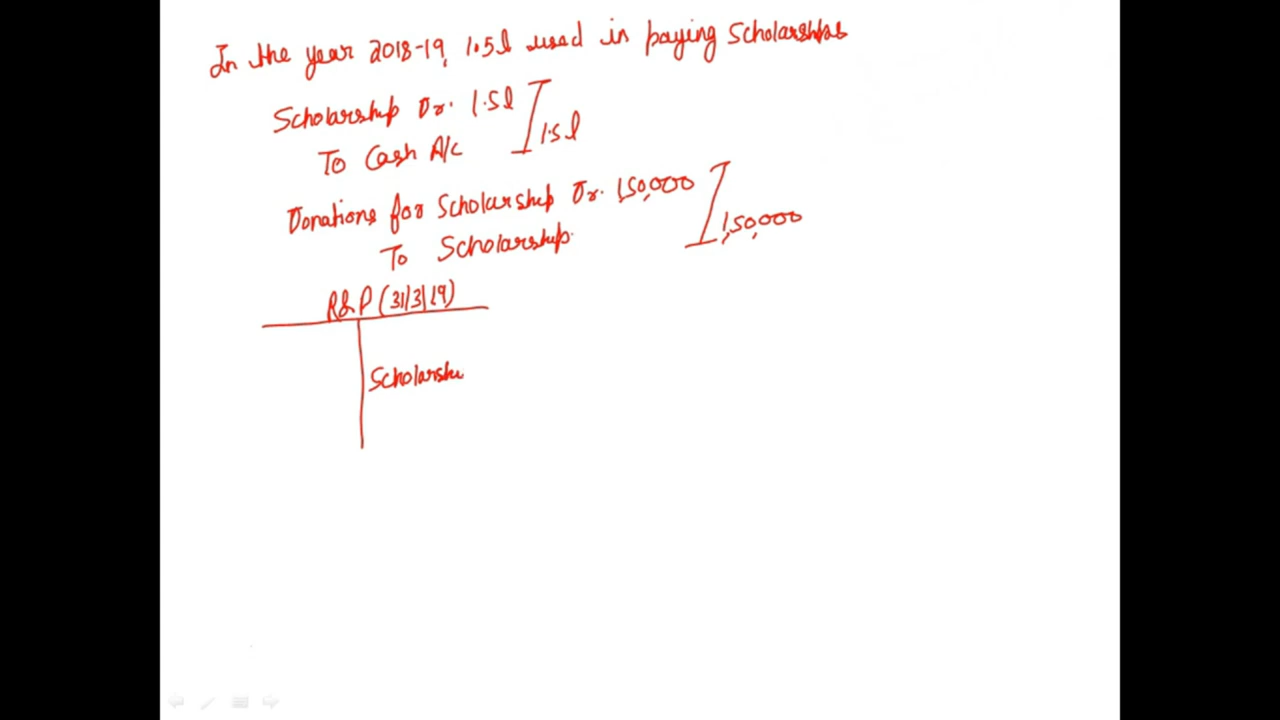 In the year 2018-19, 1.5l used in paying Scholarships
Scholarship Dr. 1.5l
1.5l
To Cash A/c
Donations for Scholarship Dr. 1,50,000
1,50,000
To Scholarship.
R&P (31/3/19)
Scholarshi